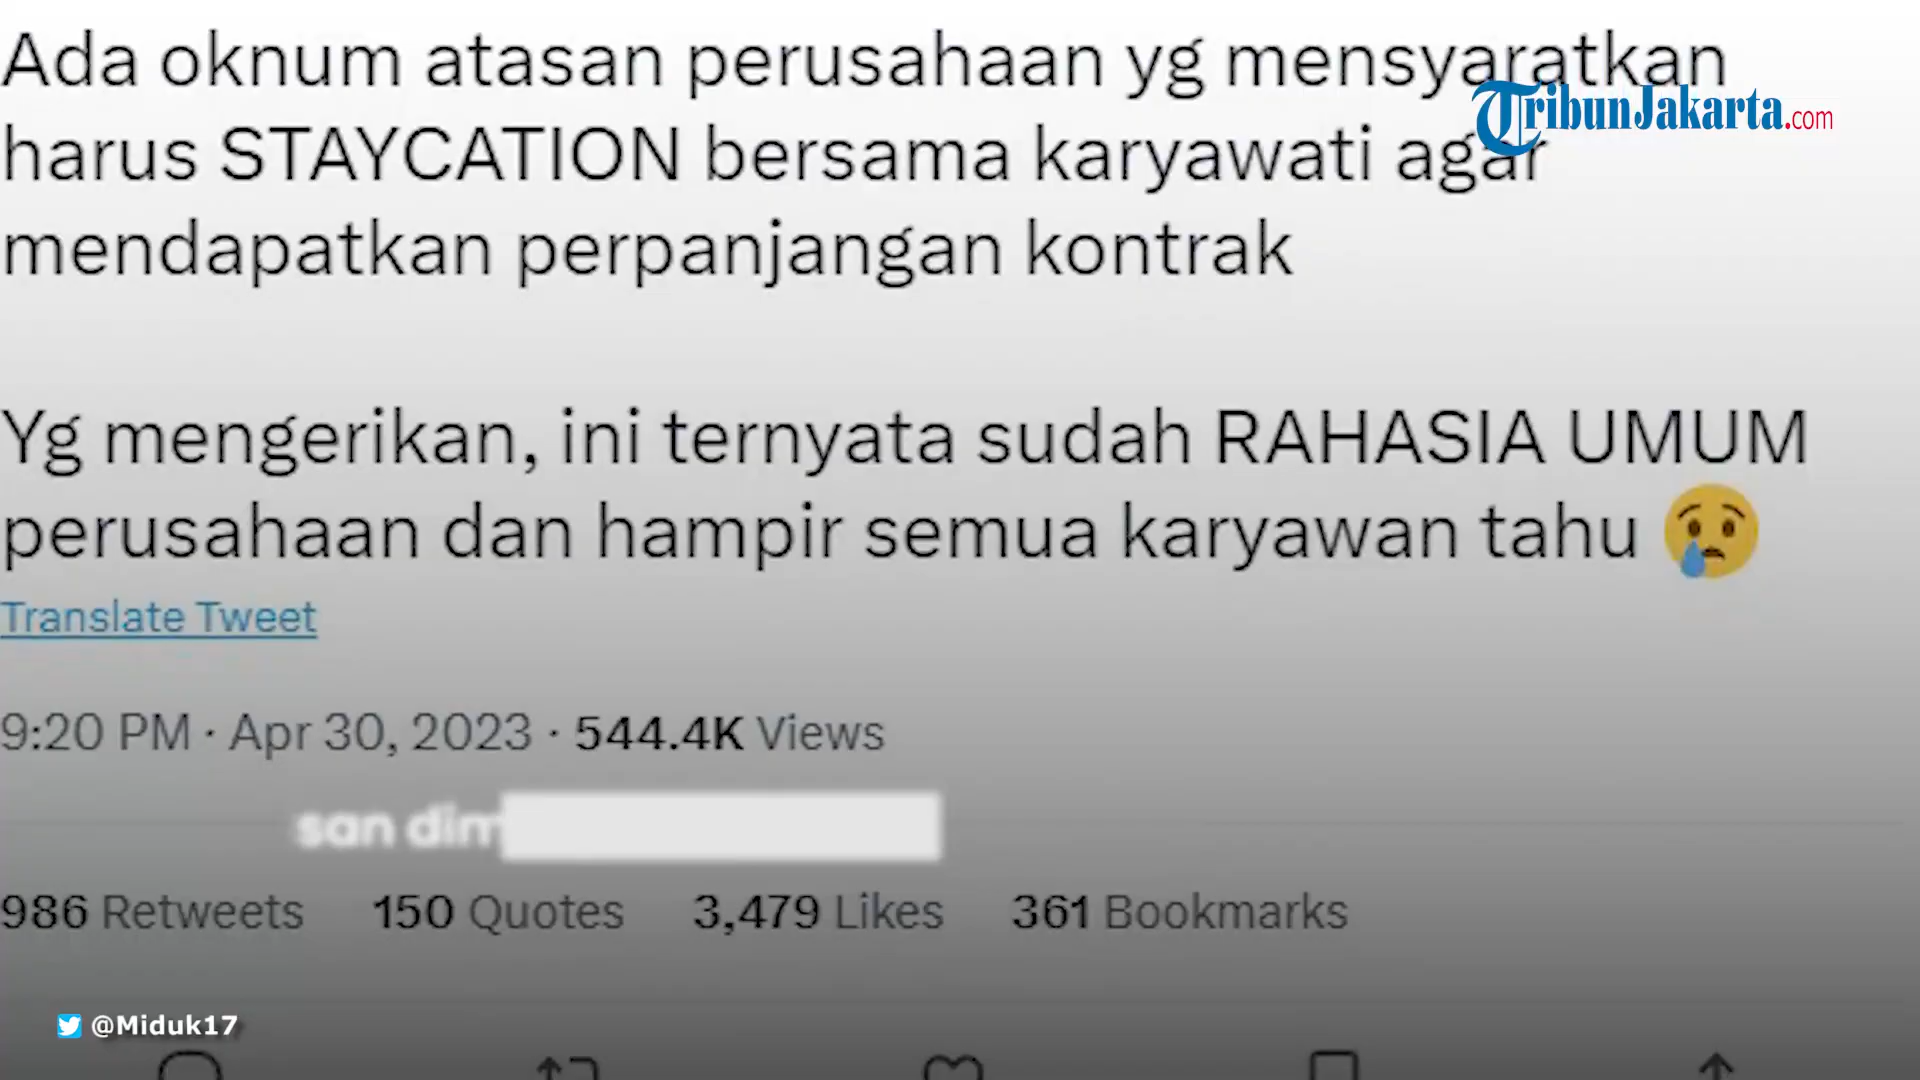 Ada oknum atasan perusahaan yg mensyaratkan
TribunJakarta.com
harus STAYCATION bersama karyawati agar
mendapatkan perpanjangan kontrak
Yg mengerikan, ini ternyata sudah RAHASIA UMUM
perusahaan dan hampir semua karyawan tahu 😢
Translate Tweet
9:20 PM · Apr 30, 2023 · 544.4K Views
san dim
986 Retweets 150 Quotes 3,479 Likes 361 Bookmarks
@Miduk17